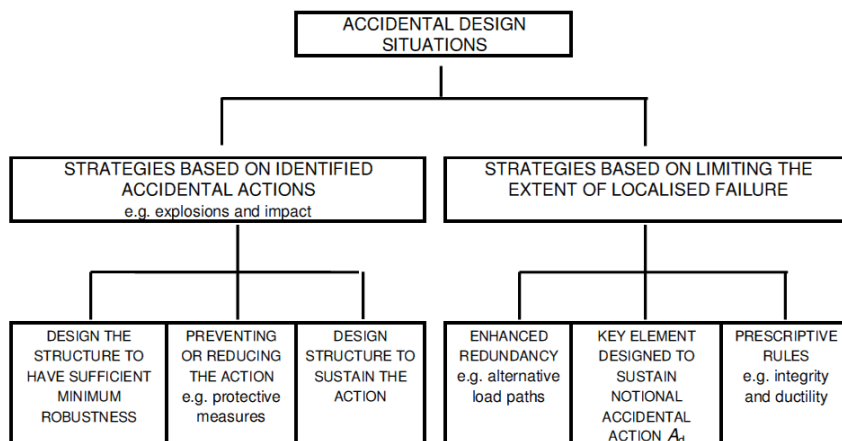 ACCIDENTAL DESIGN
SITUATIONS
STRATEGIES BASED ON IDENTIFIED
ACCIDENTAL ACTIONS
e.g. explosions and impact
STRATEGIES BASED ON LIMITING THE
EXTENT OF LOCALISED FAILURE
DESIGN THE
STRUCTURE TO
HAVE SUFFICIENT
MINIMUM
ROBUSTNESS
PREVENTING
OR REDUCING
THE ACTION
e.g. protective
measures
DESIGN
STRUCTURE TO
SUSTAIN THE
ACTION
ENHANCED
REDUNDANCY
e.g. alternative
load paths
KEY ELEMENT
DESIGNED TO
SUSTAIN
NOTIONAL
ACCIDENTAL
ACTION Ad
PRESCRIPTIVE
RULES
e.g. integrity
and ductility